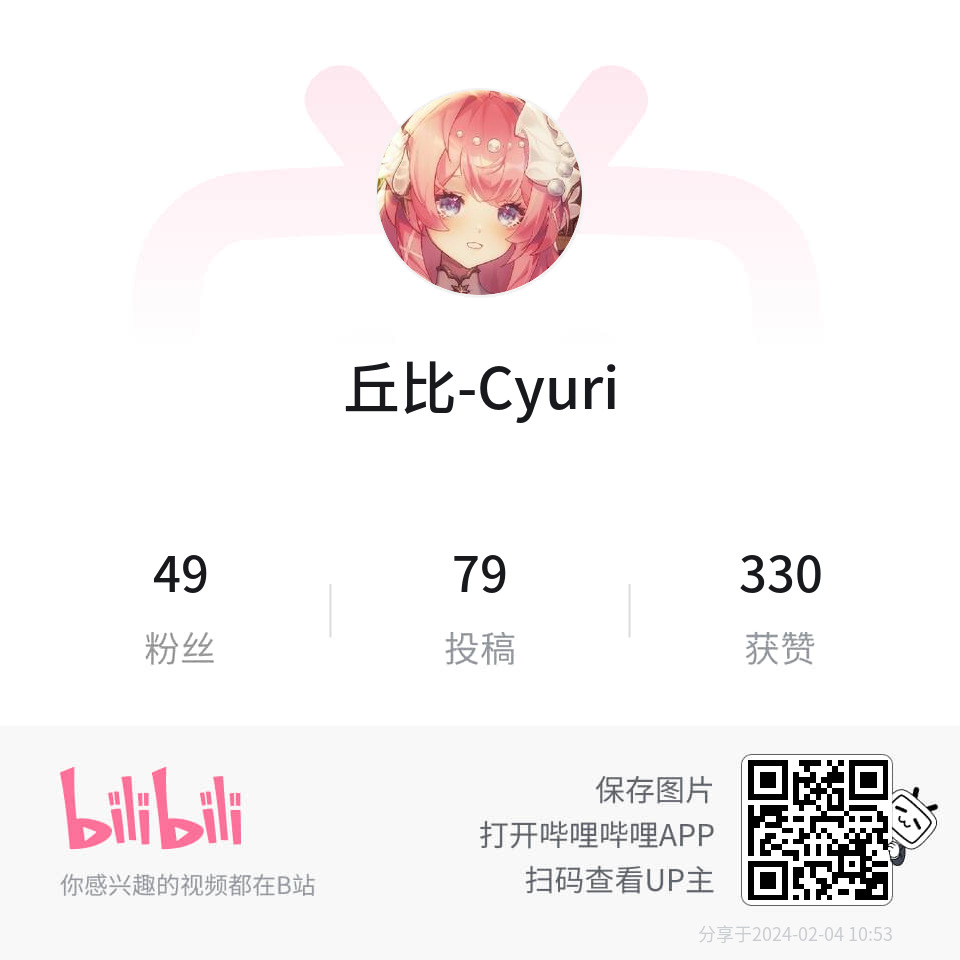 丘比-Cyuri
49
79
330
粉丝
投稿
获赞
bilibili
你感兴趣的视频都在B站
保存图片
打开哔哩哔哩APP
扫码查看UP主
分享于2024-02-04 10:53